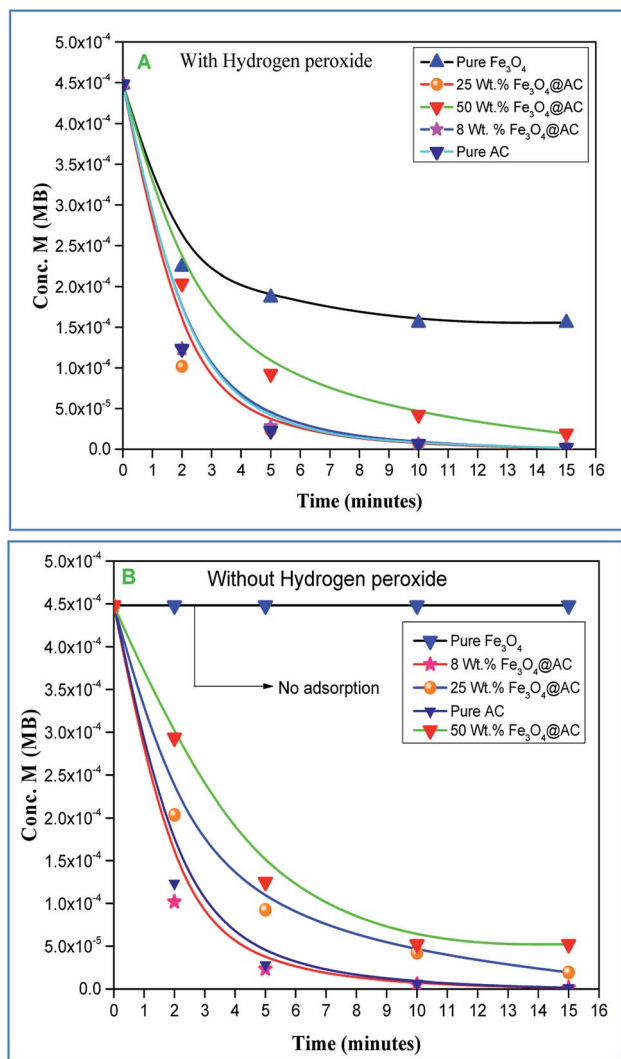 A
With Hydrogen peroxide
Pure Fe₃O₄
25 Wt.% Fe₃O₄@AC
50 Wt.% Fe₃O₄@AC
8 Wt. % Fe₃O₄@AC
Pure AC
5.0x10⁻⁴
4.5x10⁻⁴
4.0x10⁻⁴
3.5x10⁻⁴
3.0x10⁻⁴
2.5x10⁻⁴
2.0x10⁻⁴
1.5x10⁻⁴
1.0x10⁻⁴
5.0x10⁻⁵
0.0
Conc. M (MB)
0 1 2 3 4 5 6 7 8 9 10 11 12 13 14 15 16
Time (minutes)
B
Without Hydrogen peroxide
No adsorption
Pure Fe₃O₄
8 Wt.% Fe₃O₄@AC
25 Wt.% Fe₃O₄@AC
Pure AC
50 Wt.% Fe₃O₄@AC
5.0x10⁻⁴
4.5x10⁻⁴
4.0x10⁻⁴
3.5x10⁻⁴
3.0x10⁻⁴
2.5x10⁻⁴
2.0x10⁻⁴
1.5x10⁻⁴
1.0x10⁻⁴
5.0x10⁻⁵
0.0
Conc. M (MB)
0 1 2 3 4 5 6 7 8 9 10 11 12 13 14 15 16
Time (minutes)